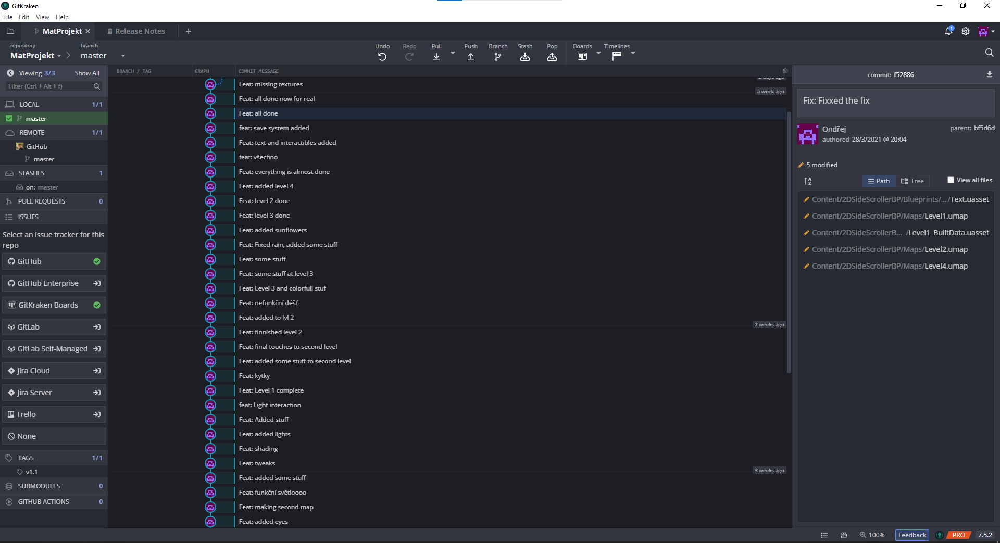 GitKraken
File Edit View Help
MatProjekt Release Notes
1
repository
MatProjekt
branch
master
Undo Redo Pull Push Branch Stash Pop Boards Timelines
Viewing 3/3 Show All
Filter (Ctrl + Alt + f)
LOCAL 1/1
master
REMOTE 1/1
GitHub
master
STASHES 1
on: master
PULL REQUESTS 0
ISSUES
Select an issue tracker for this
repo
GitHub
GitHub Enterprise
GitKraken Boards
GitLab
GitLab Self-Managed
Jira Cloud
Jira Server
Trello
None
TAGS 1/1
v1.1
SUBMODULES 0
GITHUB ACTIONS 0
BRANCH / TAG GRAPH COMMIT MESSAGE
2 days ago
Feat: missing textures
a week ago
Feat: all done now for real
Feat: all done
feat: save system added
Feat: text and interactibles added
feat: všechno
Feat: everything is almost done
Feat: added level 4
Feat: level 2 done
Feat: level 3 done
Feat: added sunflowers
Feat: Fixed rain, added some stuff
Feat: some stuff
Feat: some stuff at level 3
Feat: Level 3 and colorfull stuf
Feat: nefunkční déšť
Feat: added to lvl 2
2 weeks ago
Feat: finnished level 2
Feat: final touches to second level
Feat: added some stuff to second level
Feat: kytky
Feat: Level 1 complete
feat: Light interaction
Feat: Added stuff
Feat: added lights
Feat: shading
Feat: tweaks
3 weeks ago
Feat: added some stuff
Feat: funkční světloooo
Feat: making second map
Feat: added eyes
commit: f52886
Fix: Fixxed the fix
Ondřej
parent: bf5d6d
authored 28/3/2021 @ 20:04
5 modified
Path Tree View all files
Content/2DSideScrollerBP/Blueprints/... /Text.uasset
Content/2DSideScrollerBP/Maps/Level1.umap
Content/2DSideScrollerB... /Level1_BuiltData.uasset
Content/2DSideScrollerBP/Maps/Level2.umap
Content/2DSideScrollerBP/Maps/Level4.umap
100% Feedback PRO 7.5.2